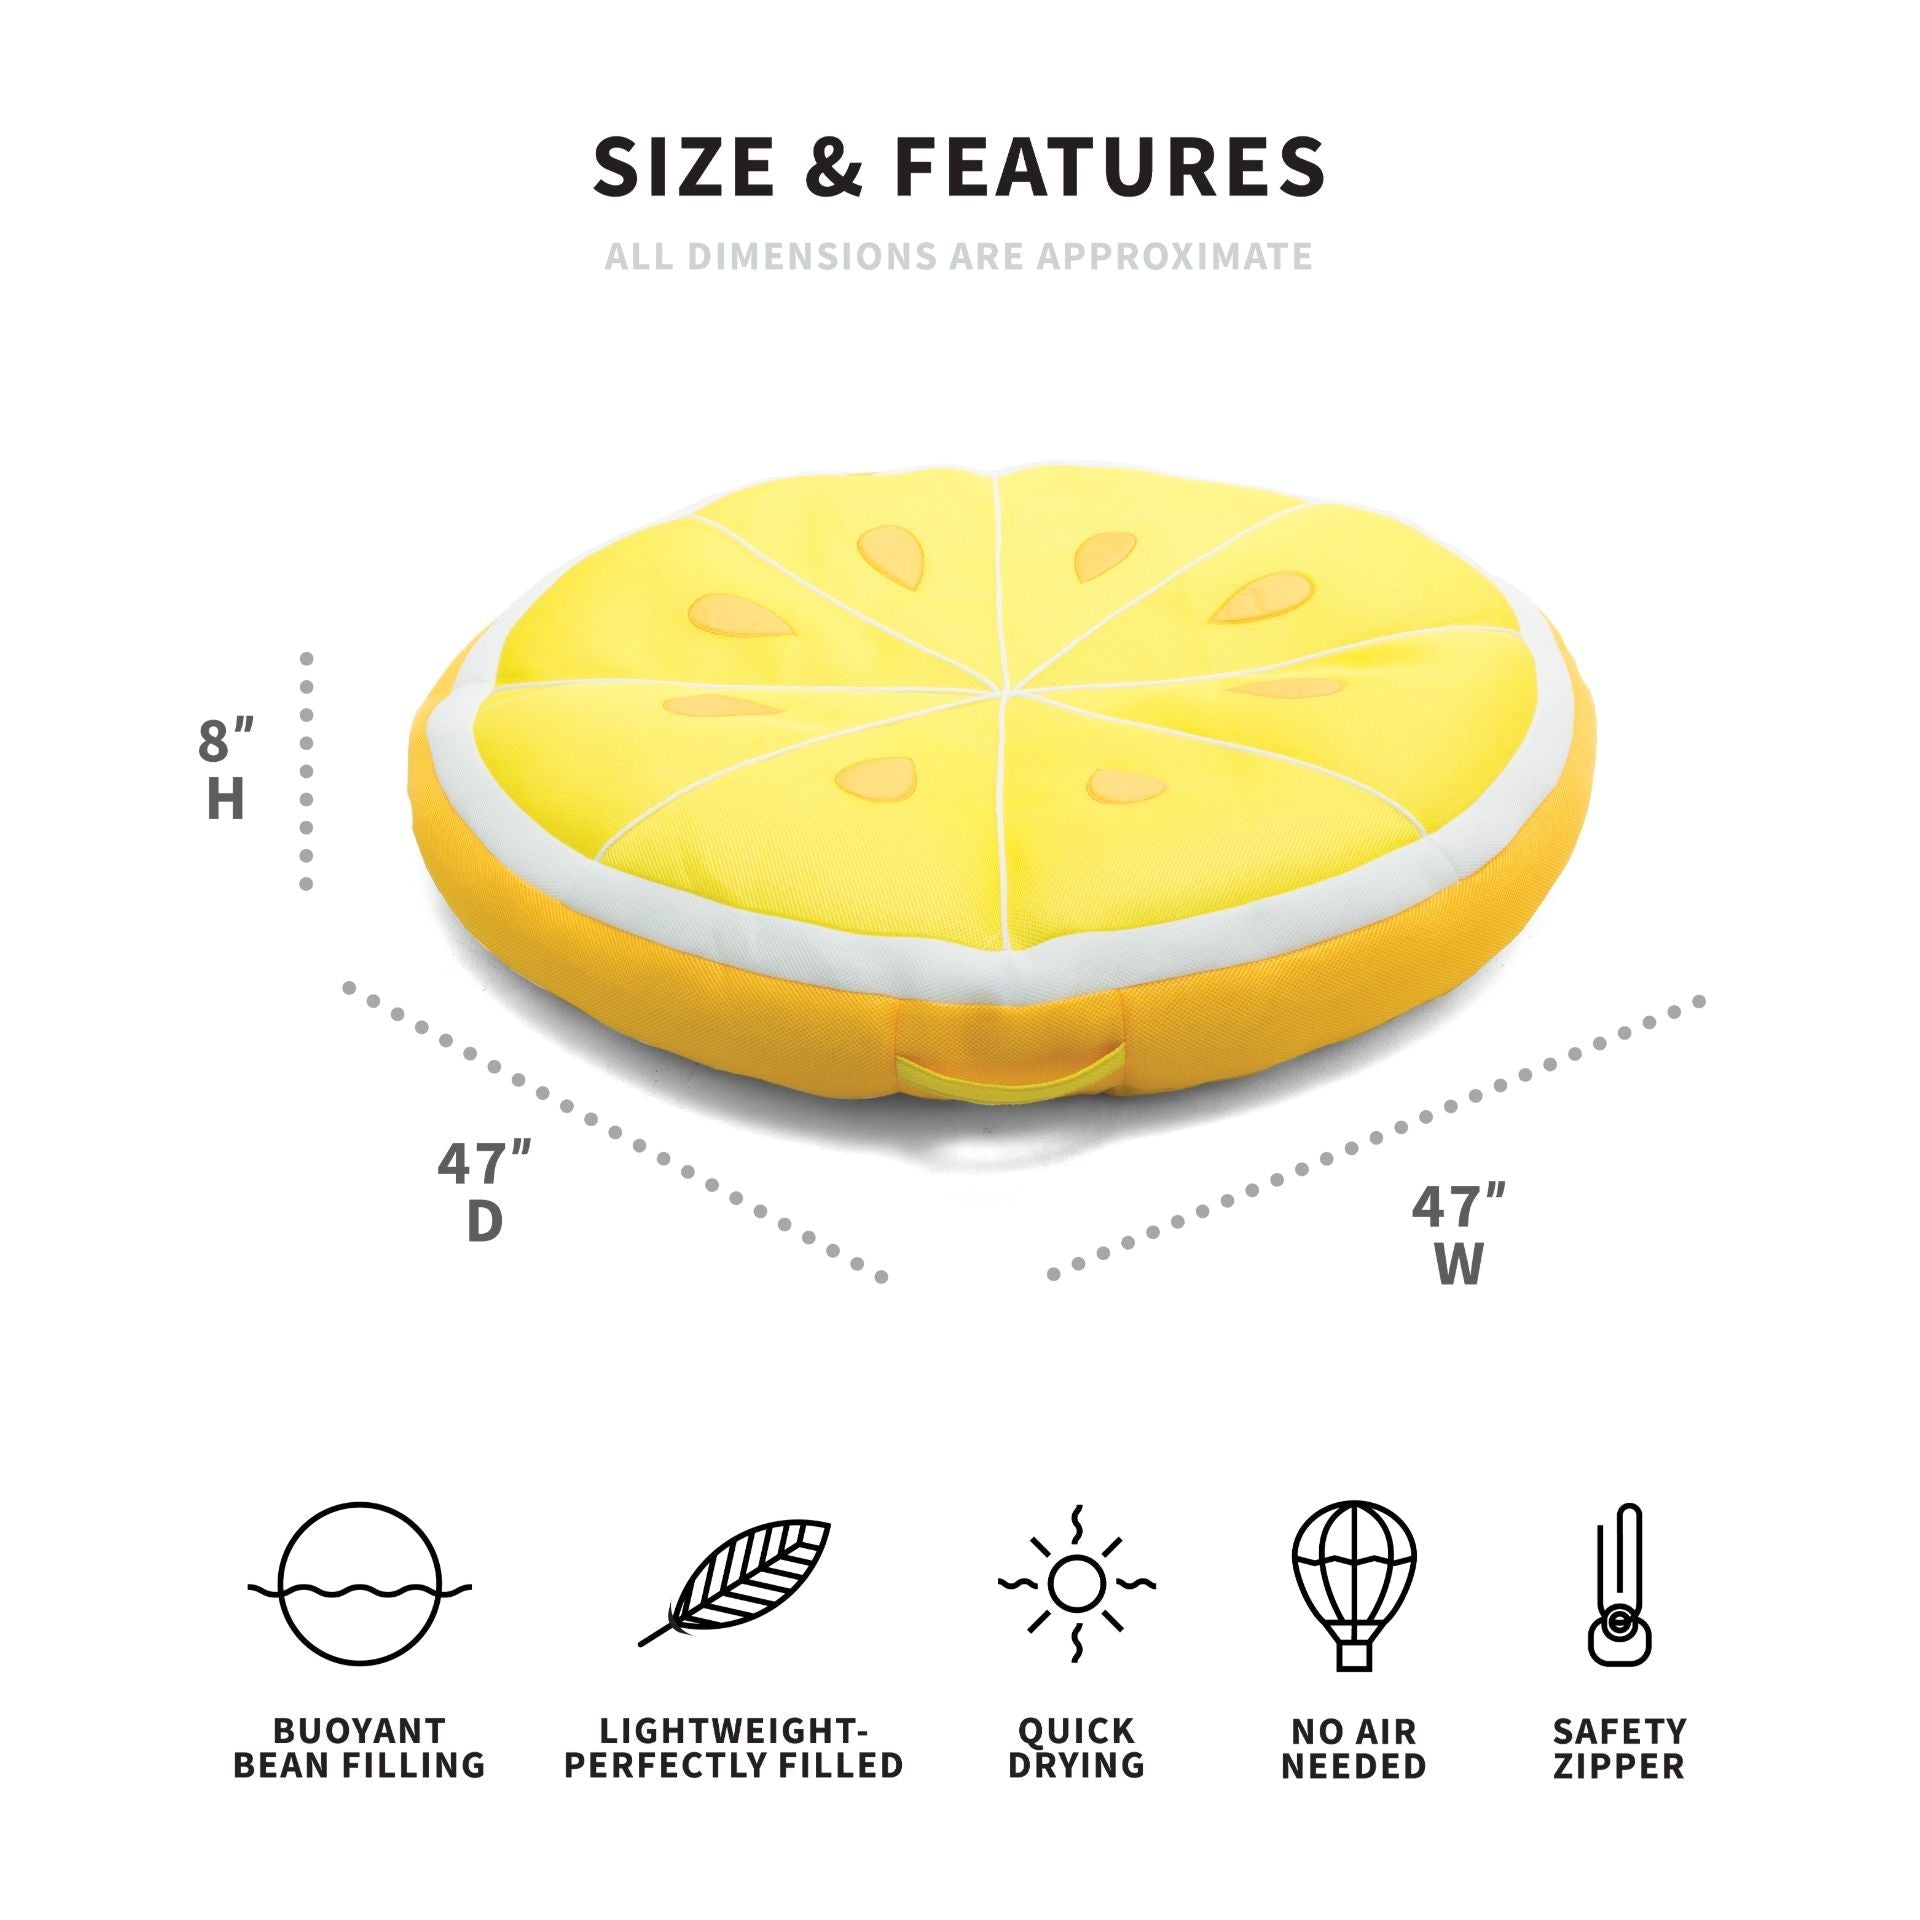 SIZE & FEATURES
ALL DIMENSIONS ARE APPROXIMATE
8"
H
47"
D
47"
W
BUOYANT
BEAN FILLING
LIGHTWEIGHT-
PERFECTLY FILLED
QUICK
DRYING
NO AIR
NEEDED
SAFETY
ZIPPER